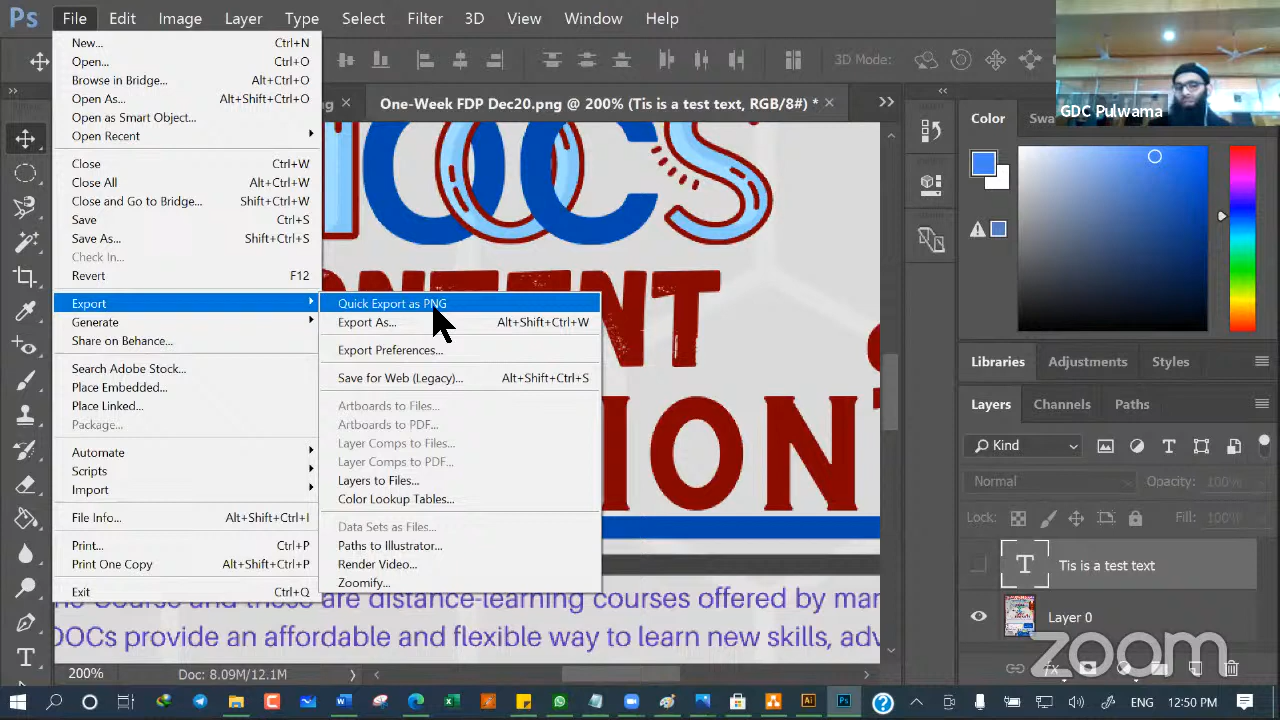 Ps File Edit Image Layer Type Select Filter 3D View Window Help
3D Mode:
GDC Pulwama
ng × One-Week FDP Dec20.png @ 200% (Tis is a test text, RGB/8#) * ×
New... Ctrl+N
Open... Ctrl+O
Browse in Bridge... Alt+Ctrl+O
Open As... Alt+Shift+Ctrl+O
Open as Smart Object...
Open Recent
Close Ctrl+W
Close All Alt+Ctrl+W
Close and Go to Bridge... Shift+Ctrl+W
Save Ctrl+S
Save As... Shift+Ctrl+S
Check In...
Revert F12
Export
Generate
Share on Behance...
Search Adobe Stock...
Place Embedded...
Place Linked...
Package...
Automate
Scripts
Import
File Info... Alt+Shift+Ctrl+I
Print... Ctrl+P
Print One Copy Alt+Shift+Ctrl+P
Exit Ctrl+Q
Quick Export as PNG
Export As... Alt+Shift+Ctrl+W
Export Preferences...
Save for Web (Legacy)... Alt+Shift+Ctrl+S
Artboards to Files...
Artboards to PDF...
Layer Comps to Files...
Layer Comps to PDF...
Layers to Files...
Color Lookup Tables...
Data Sets as Files...
Paths to Illustrator...
Render Video...
Zoomify...
OOCS
ONTENT
ION
se are distance-learning courses offered by mar
OOCs provide an affordable and flexible way to learn new skills, adv
200% Doc: 8.09M/12.1M
Color Swa
Libraries Adjustments Styles
Layers Channels Paths
Kind
Normal Opacity: 100%
Lock: Fill: 100%
T Tis is a test text
Layer 0
zoom
12:50 PM